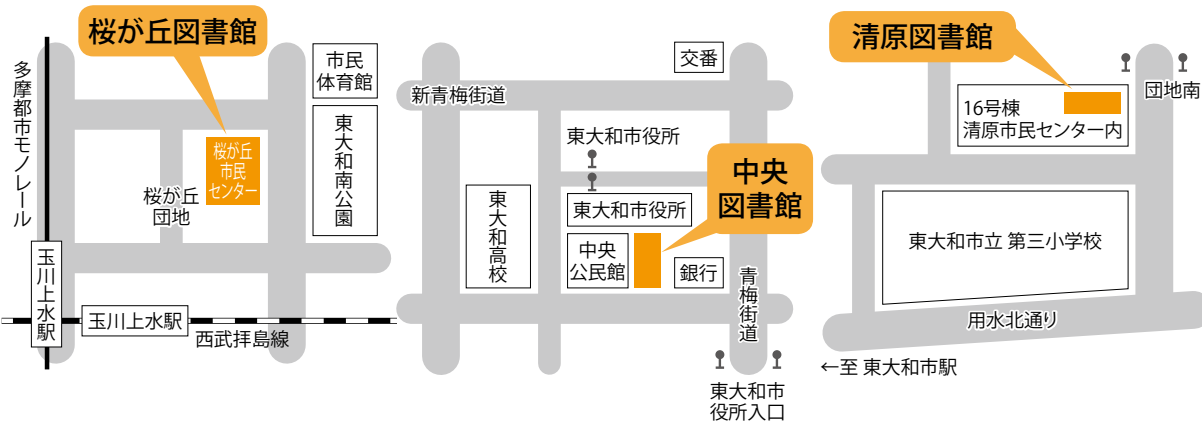 桜が丘図書館
多摩都市モノレール
市民
体育館
東大和南公園
桜が丘
市民
センター
桜が丘
団地
玉川上水駅
玉川上水駅
西武拝島線
交番
新青梅街道
東大和市役所
中央
図書館
東大和高校
東大和市役所
中央
公民館
銀行
青梅街道
東大和市
役所入口
清原図書館
団地南
16号棟
清原市民センター内
東大和市立 第三小学校
用水北通り
←至 東大和市駅